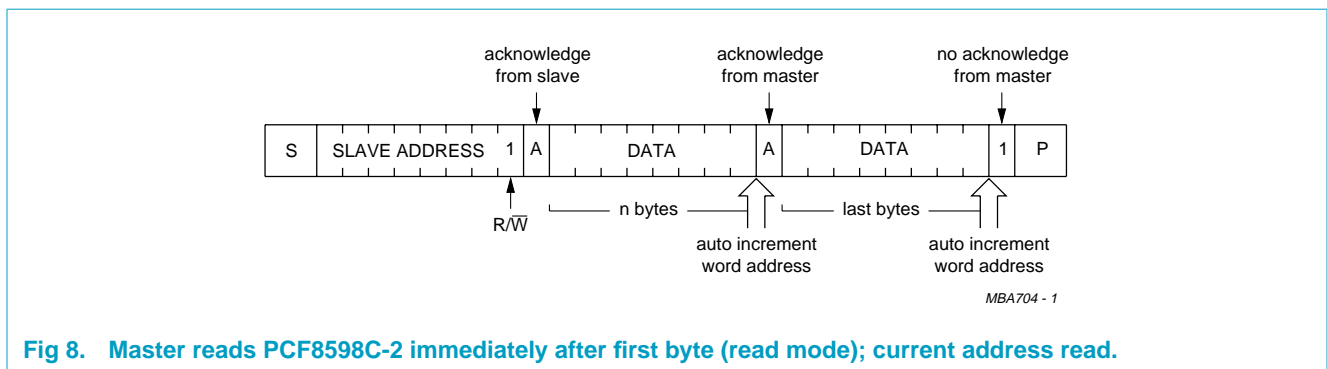 acknowledge
from slave
acknowledge
from master
no acknowledge
from master
S SLAVE ADDRESS 1 A DATA A DATA 1 P
R/W̅
n bytes
last bytes
auto increment
word address
auto increment
word address
MBA704 - 1
Fig 8. Master reads PCF8598C-2 immediately after first byte (read mode); current address read.